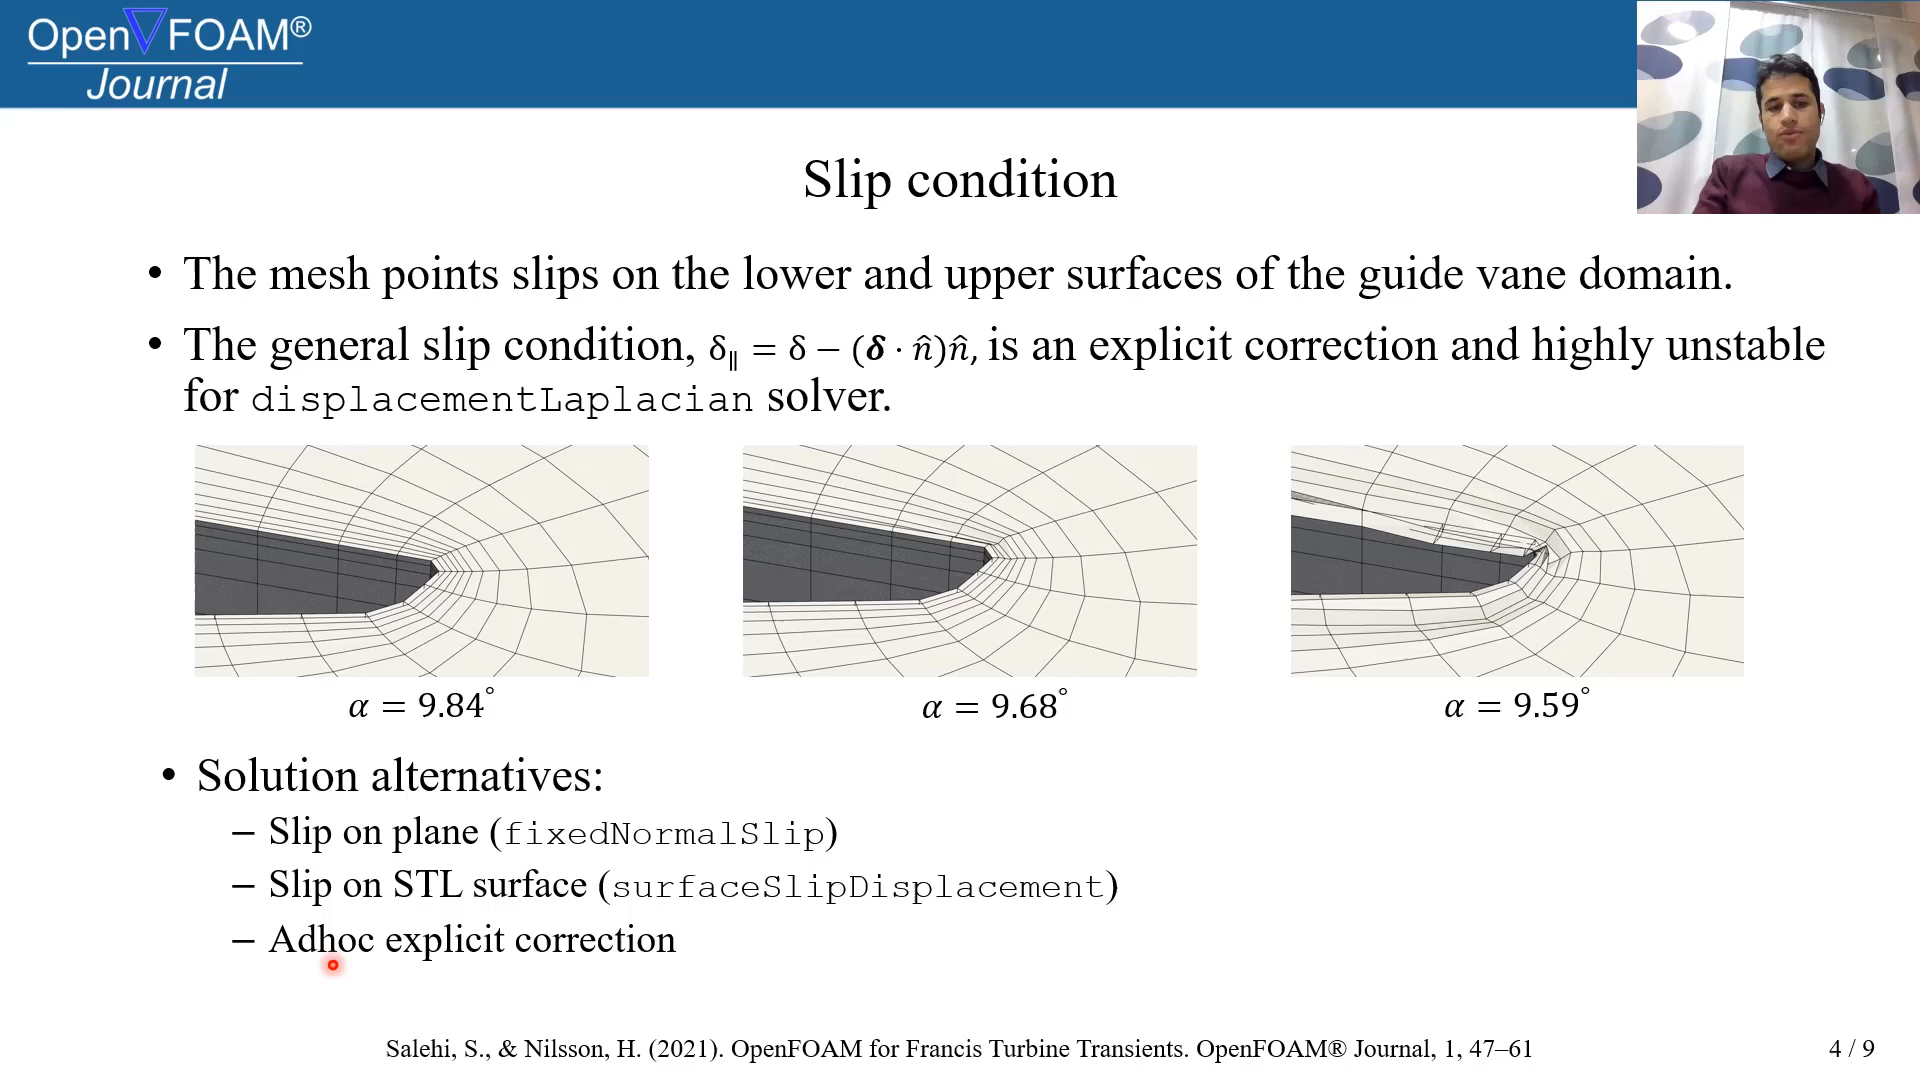 Open∇FOAM®
Journal
Slip condition
• The mesh points slips on the lower and upper surfaces of the guide vane domain.
• The general slip condition, δ∥ = δ − (𝜹 · n̂)n̂, is an explicit correction and highly unstable
for displacementLaplacian solver.
α = 9.84°
α = 9.68°
α = 9.59°
• Solution alternatives:
– Slip on plane (fixedNormalSlip)
– Slip on STL surface (surfaceSlipDisplacement)
– Adhoc explicit correction
Salehi, S., & Nilsson, H. (2021). OpenFOAM for Francis Turbine Transients. OpenFOAM® Journal, 1, 47–61
4 / 9